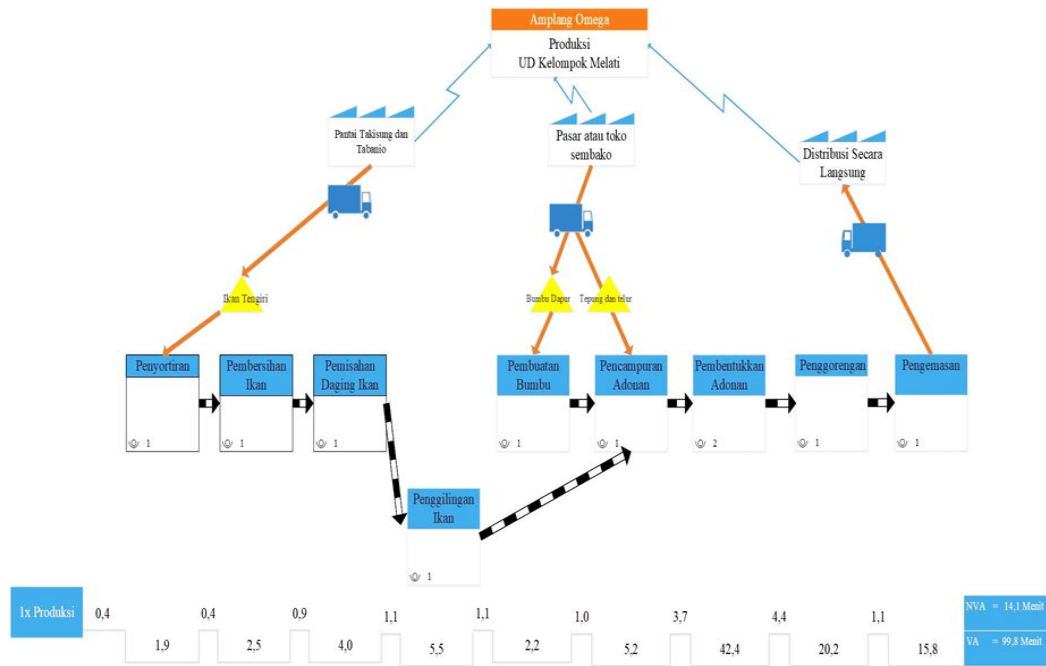 Amplang Omega
Produksi
UD Kelompok Melati
Pantai Takisung dan
Tabanio
Pasar atau toko
sembako
Distribusi Secara
Langsung
Ikan Tengiri
Bumbu Dapur
Tepung dan telur
Penyortiran
1
Pembersihan
Ikan
1
Pemisahan
Daging Ikan
1
Pembuatan
Bumbu
1
Pencampuran
Adonan
1
Pembentukkan
Adonan
2
Penggorengan
1
Pengemasan
1
Penggilingan
Ikan
1
1x Produksi
0,4 0,4 0,9 1,1 1,1 1,0 3,7 4,4 1,1
1,9 2,5 4,0 5,5 2,2 5,2 42,4 20,2 15,8
NVA = 14,1 Menit
VA = 99,8 Menit